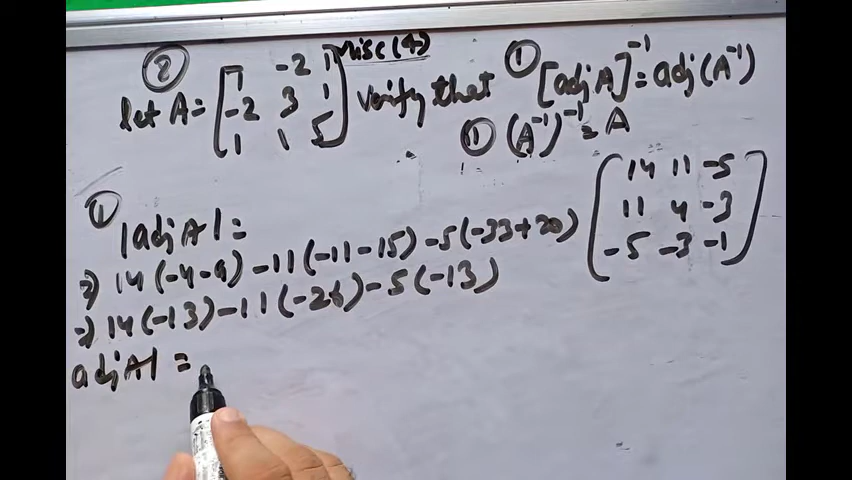 ② Misc(4)
let A = [1 -2 1 Verify that ① [adj A]⁻¹ = adj(A⁻¹)
-2 3 1
1 1 5] ⑪ (A⁻¹)⁻¹ = A
① |adj A| =
⇒ 14(-4-9) -11(-11-15) -5(-33+20)
⇒ 14(-13) -11(-26) -5(-13)
adj A| =
[14 11 -5
11 4 -3
-5 -3 -1]